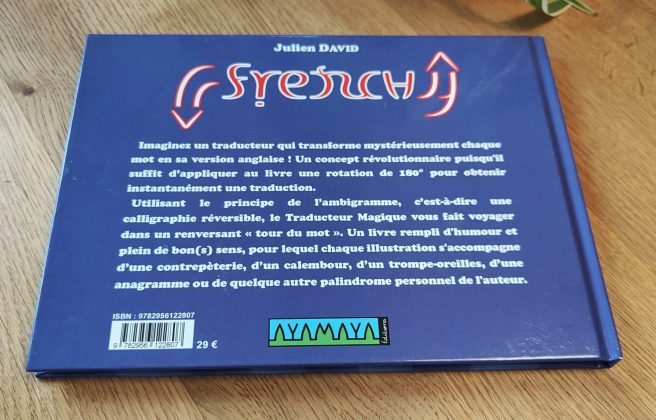 Julien DAVID
Imaginez un traducteur qui transforme mystérieusement chaque
mot en sa version anglaise ! Un concept révolutionnaire puisqu'il
suffit d'appliquer au livre une rotation de 180° pour obtenir
instantanément une traduction.
Utilisant le principe de l'ambigramme, c'est-à-dire une
calligraphie réversible, le Traducteur Magique vous fait voyager
dans un renversant « tour du mot ». Un livre rempli d'humour et
plein de bon(s) sens, pour lequel chaque illustration s'accompagne
d'une contrepèterie, d'un calembour, d'un trompe-oreilles, d'une
anagramme ou de quelque autre palindrome personnel de l'auteur.
ISBN : 9782956122807
9 782956 122807
29 €
AYAMAYA
Éditions